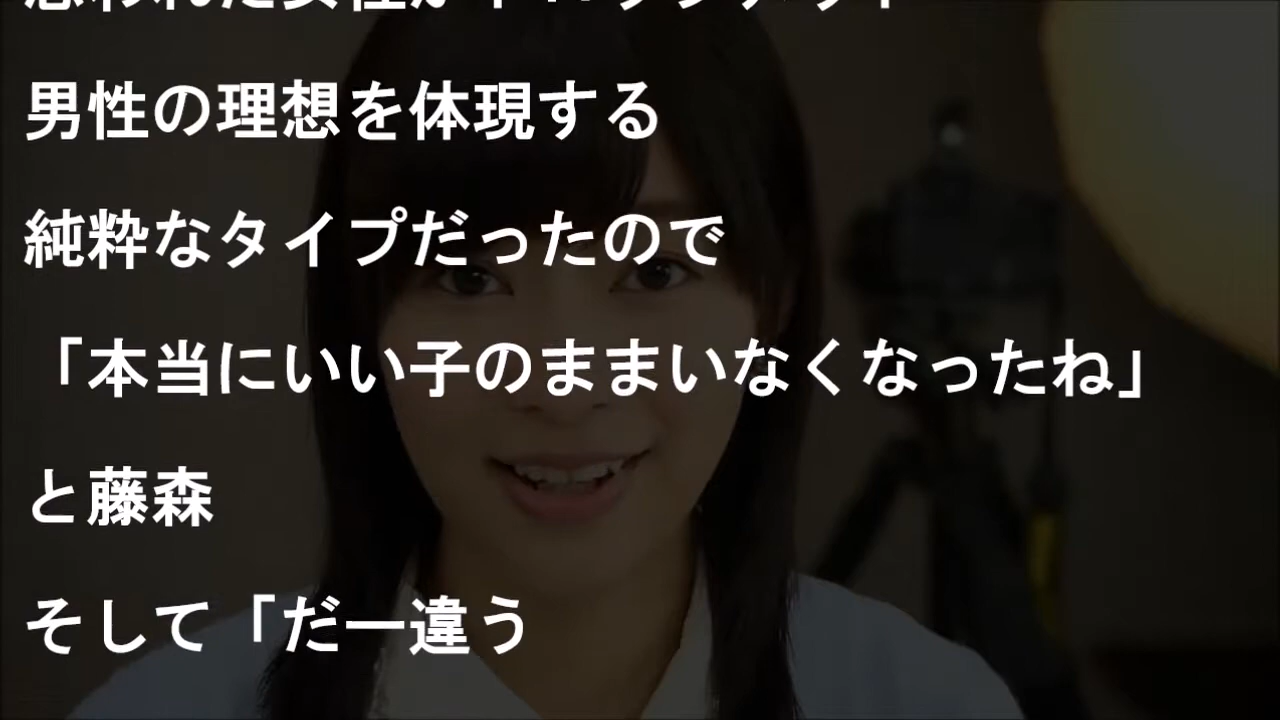 男性の理想を体現する
純粋なタイプだったので
「本当にいい子のままいなくなったね」
と藤森
そして「だー違う